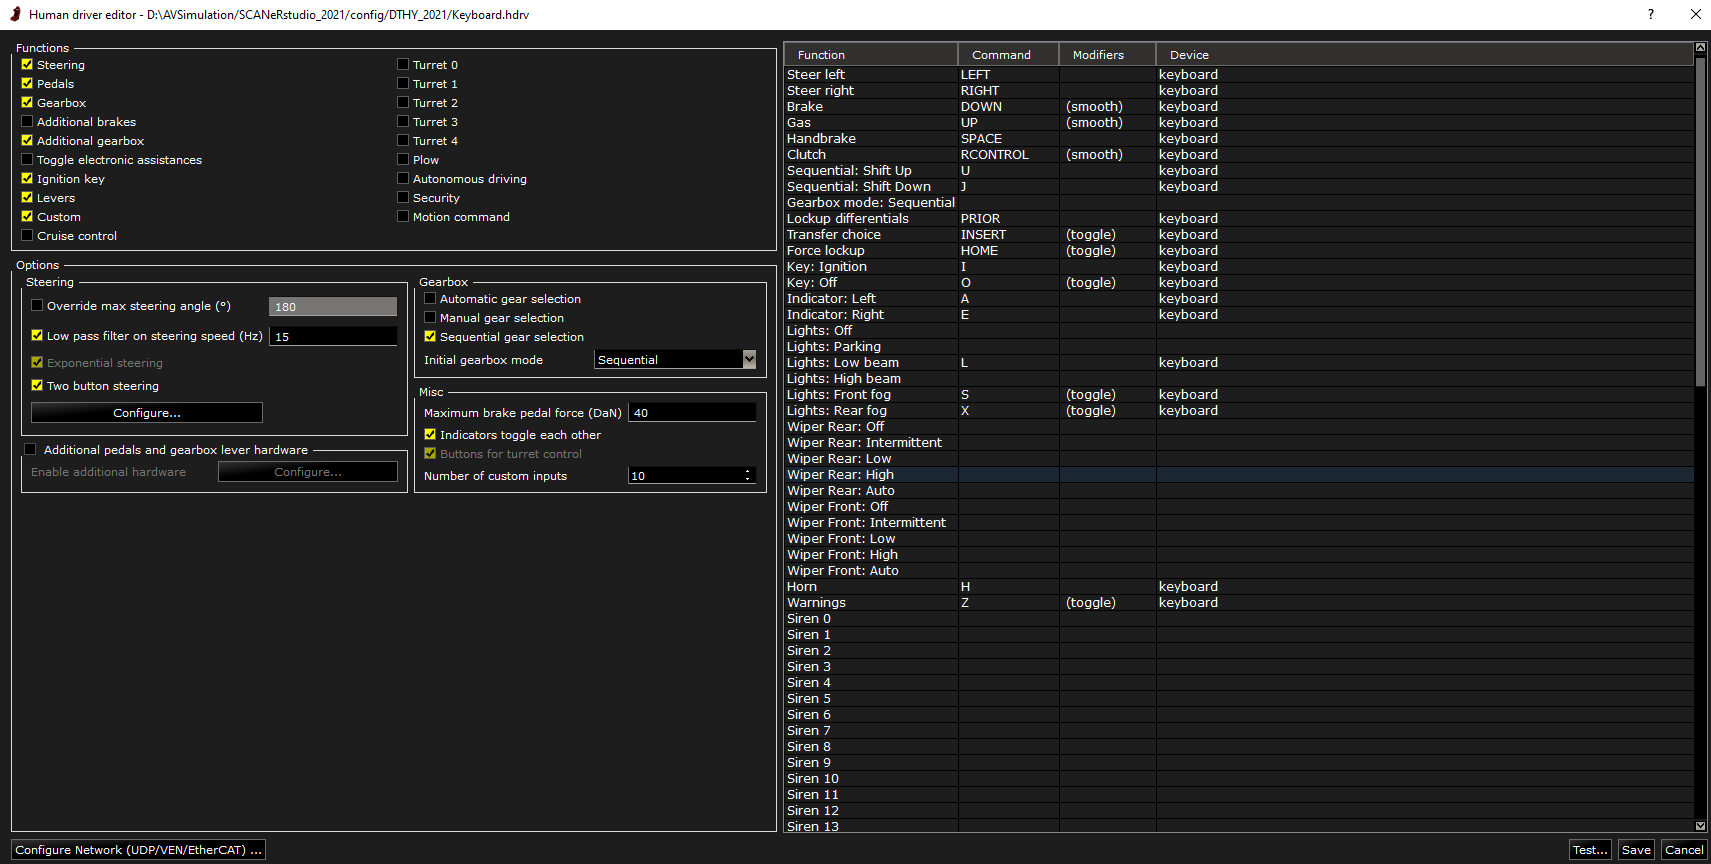 Human driver editor - D:\AVSimulation/SCANeRstudio_2021/config/DTHY_2021/Keyboard.hdrv
?
Functions
Steering
Pedals
Gearbox
Additional brakes
Additional gearbox
Toggle electronic assistances
Ignition key
Levers
Custom
Cruise control
Turret 0
Turret 1
Turret 2
Turret 3
Turret 4
Plow
Autonomous driving
Security
Motion command
Options
Steering
Override max steering angle (°) 180
Low pass filter on steering speed (Hz) 15
Exponential steering
Two button steering
Configure...
Additional pedals and gearbox lever hardware
Enable additional hardware Configure...
Gearbox
Automatic gear selection
Manual gear selection
Sequential gear selection
Initial gearbox mode Sequential
Misc
Maximum brake pedal force (DaN) 40
Indicators toggle each other
Buttons for turret control
Number of custom inputs 10
Function Command Modifiers Device
Steer left LEFT keyboard
Steer right RIGHT keyboard
Brake DOWN (smooth) keyboard
Gas UP (smooth) keyboard
Handbrake SPACE keyboard
Clutch RCONTROL (smooth) keyboard
Sequential: Shift Up U keyboard
Sequential: Shift Down J keyboard
Gearbox mode: Sequential
Lockup differentials PRIOR keyboard
Transfer choice INSERT (toggle) keyboard
Force lockup HOME (toggle) keyboard
Key: Ignition I keyboard
Key: Off O (toggle) keyboard
Indicator: Left A keyboard
Indicator: Right E keyboard
Lights: Off
Lights: Parking
Lights: Low beam L keyboard
Lights: High beam
Lights: Front fog S (toggle) keyboard
Lights: Rear fog X (toggle) keyboard
Wiper Rear: Off
Wiper Rear: Intermittent
Wiper Rear: Low
Wiper Rear: High
Wiper Rear: Auto
Wiper Front: Off
Wiper Front: Intermittent
Wiper Front: Low
Wiper Front: High
Wiper Front: Auto
Horn H keyboard
Warnings Z (toggle) keyboard
Siren 0
Siren 1
Siren 2
Siren 3
Siren 4
Siren 5
Siren 6
Siren 7
Siren 8
Siren 9
Siren 10
Siren 11
Siren 12
Siren 13
Configure Network (UDP/VEN/EtherCAT) ...
Test... Save Cancel